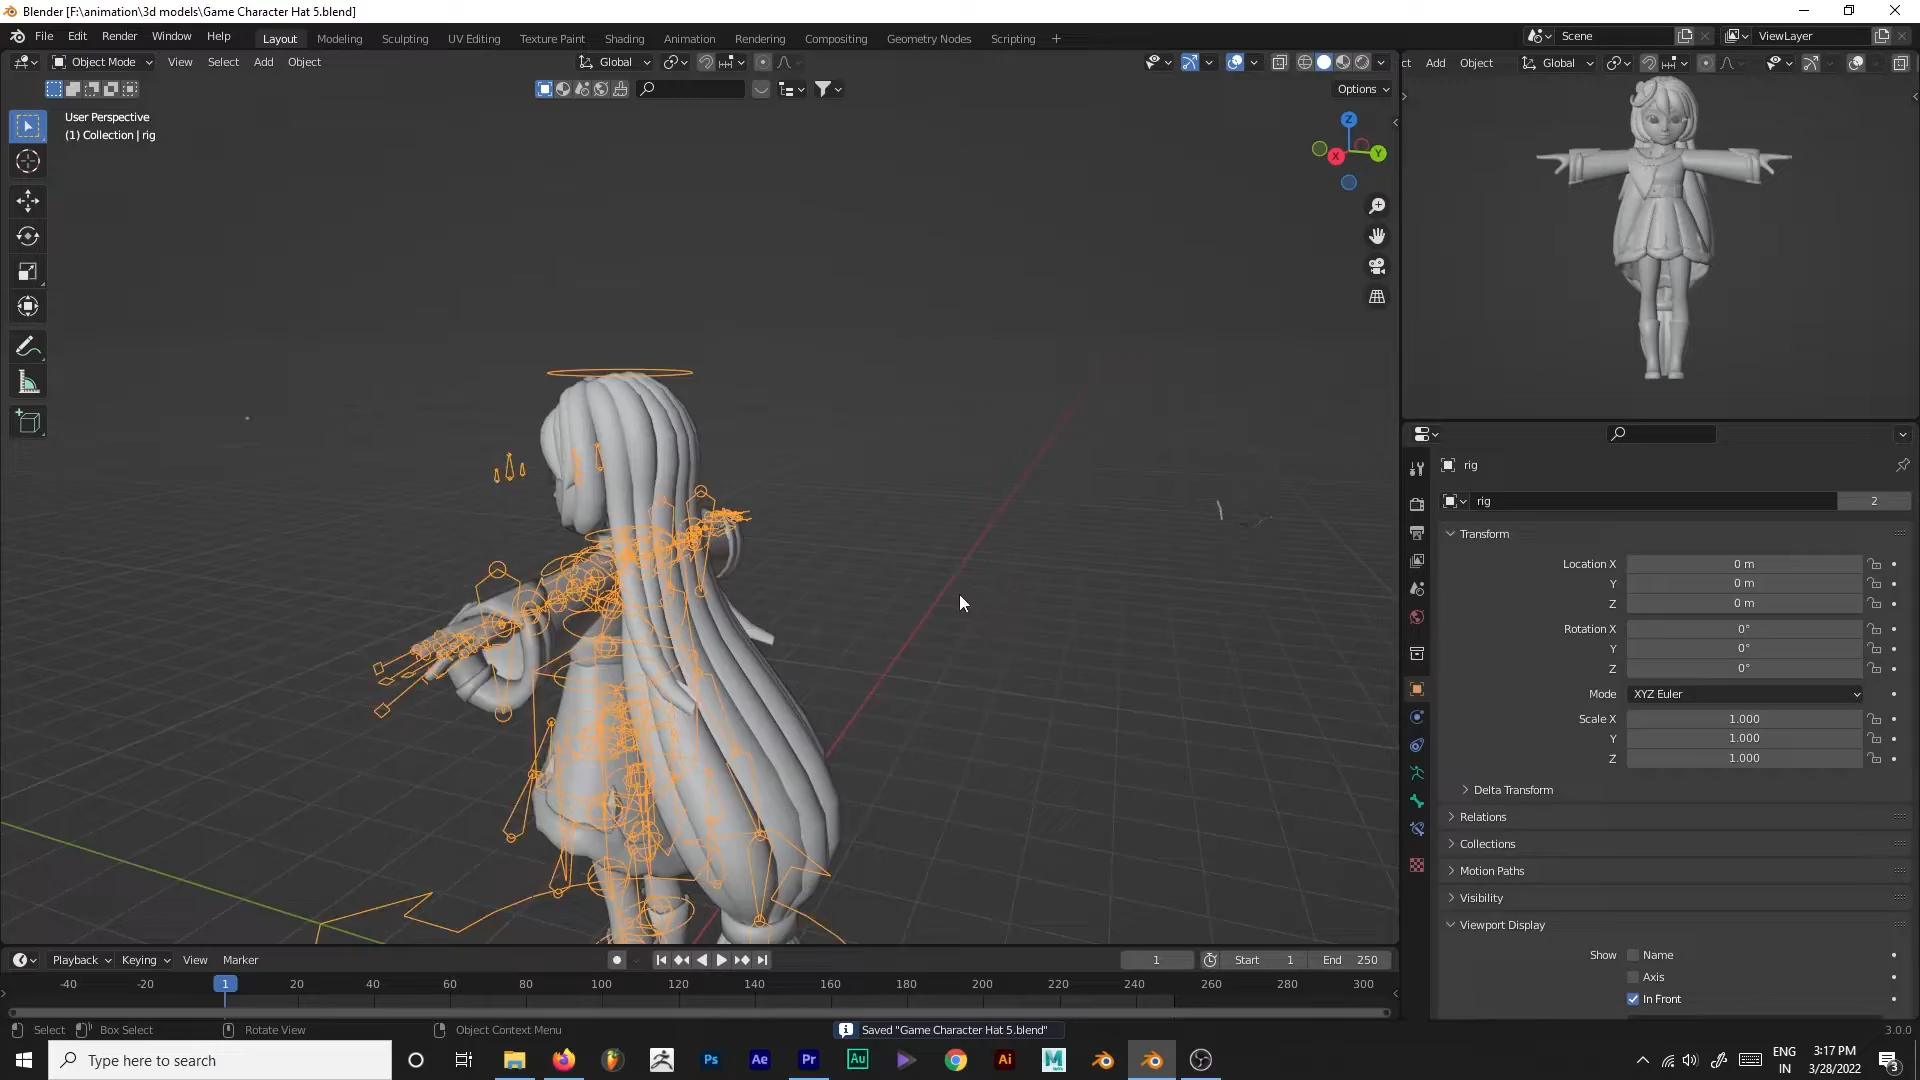 Blender [F:\animation\3d models\Game Character Hat 5.blend]
File Edit Render Window Help Layout Modeling Sculpting UV Editing Texture Paint Shading Animation Rendering Compositing Geometry Nodes Scripting + Scene ViewLayer
Object Mode View Select Add Object Global ct Add Object Global
Options
User Perspective
(1) Collection | rig
Z
X
Y
rig
rig 2
Transform
Location X 0 m
Y 0 m
Z 0 m
Rotation X 0°
Y 0°
Z 0°
Mode XYZ Euler
Scale X 1.000
Y 1.000
Z 1.000
Delta Transform
Relations
Collections
Motion Paths
Visibility
Viewport Display
Show Name
Axis
In Front
Playback Keying View Marker 1 Start 1 End 250
-40 -20 1 20 40 60 80 100 120 140 160 180 200 220 240 260 280 300
Select Box Select Rotate View Object Context Menu Saved "Game Character Hat 5.blend" 3.0.0
Type here to search Ps Ae Pr Au Ai M ENG 3:17 PM
IN 3/28/2022 3